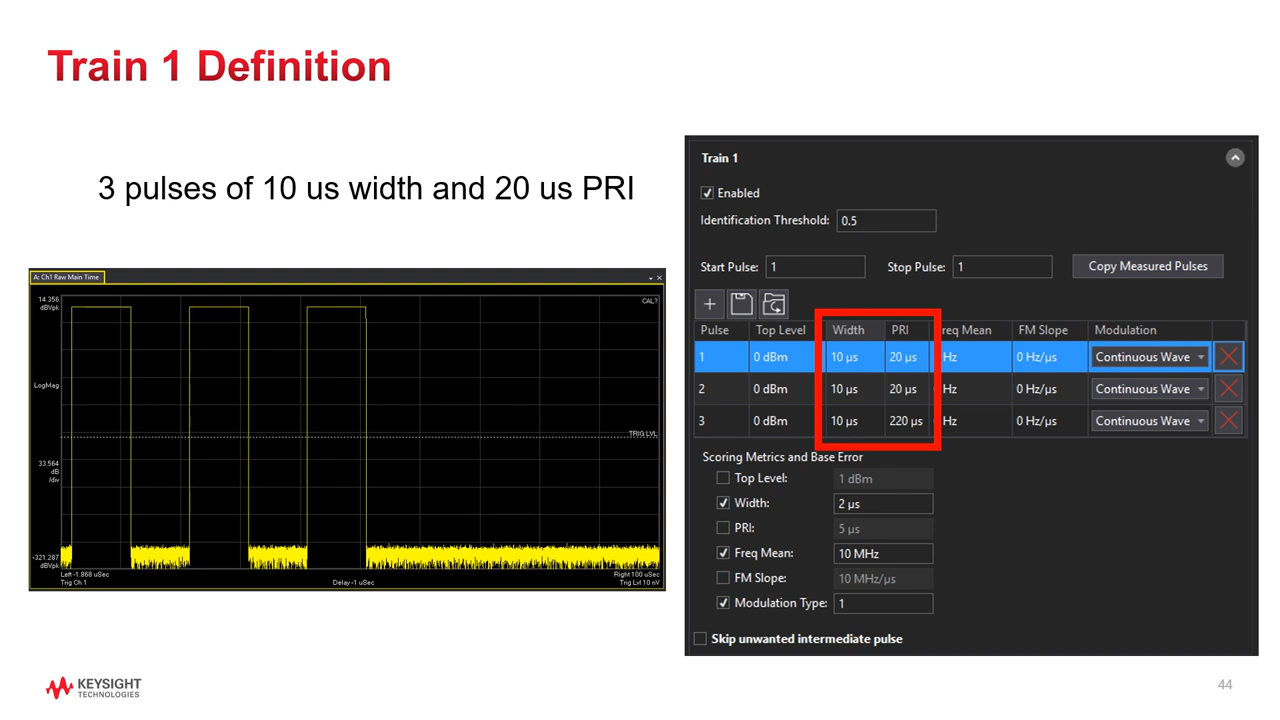 Train 1 Definition
3 pulses of 10 us width and 20 us PRI
A: Ch1 Raw Main Time
14.356
dBVpk
CAL?
LogMag
TRIG LVL
33.564
dB
/div
-321.287
dBVpk
Left -1.868 uSec
Right 100 uSec
Trig Ch 1
Delay -1 uSec
Trig Lvl 10 nV
Train 1
Enabled
Identification Threshold: 0.5
Start Pulse: 1 Stop Pulse: 1 Copy Measured Pulses
Pulse Top Level Width PRI req Mean FM Slope Modulation
1 0 dBm 10 µs 20 µs Hz 0 Hz/µs Continuous Wave
2 0 dBm 10 µs 20 µs Hz 0 Hz/µs Continuous Wave
3 0 dBm 10 µs 220 µs Hz 0 Hz/µs Continuous Wave
Scoring Metrics and Base Error
Top Level: 1 dBm
Width: 2 µs
PRI: 5 µs
Freq Mean: 10 MHz
FM Slope: 10 MHz/µs
Modulation Type: 1
Skip unwanted intermediate pulse
KEYSIGHT
TECHNOLOGIES
44